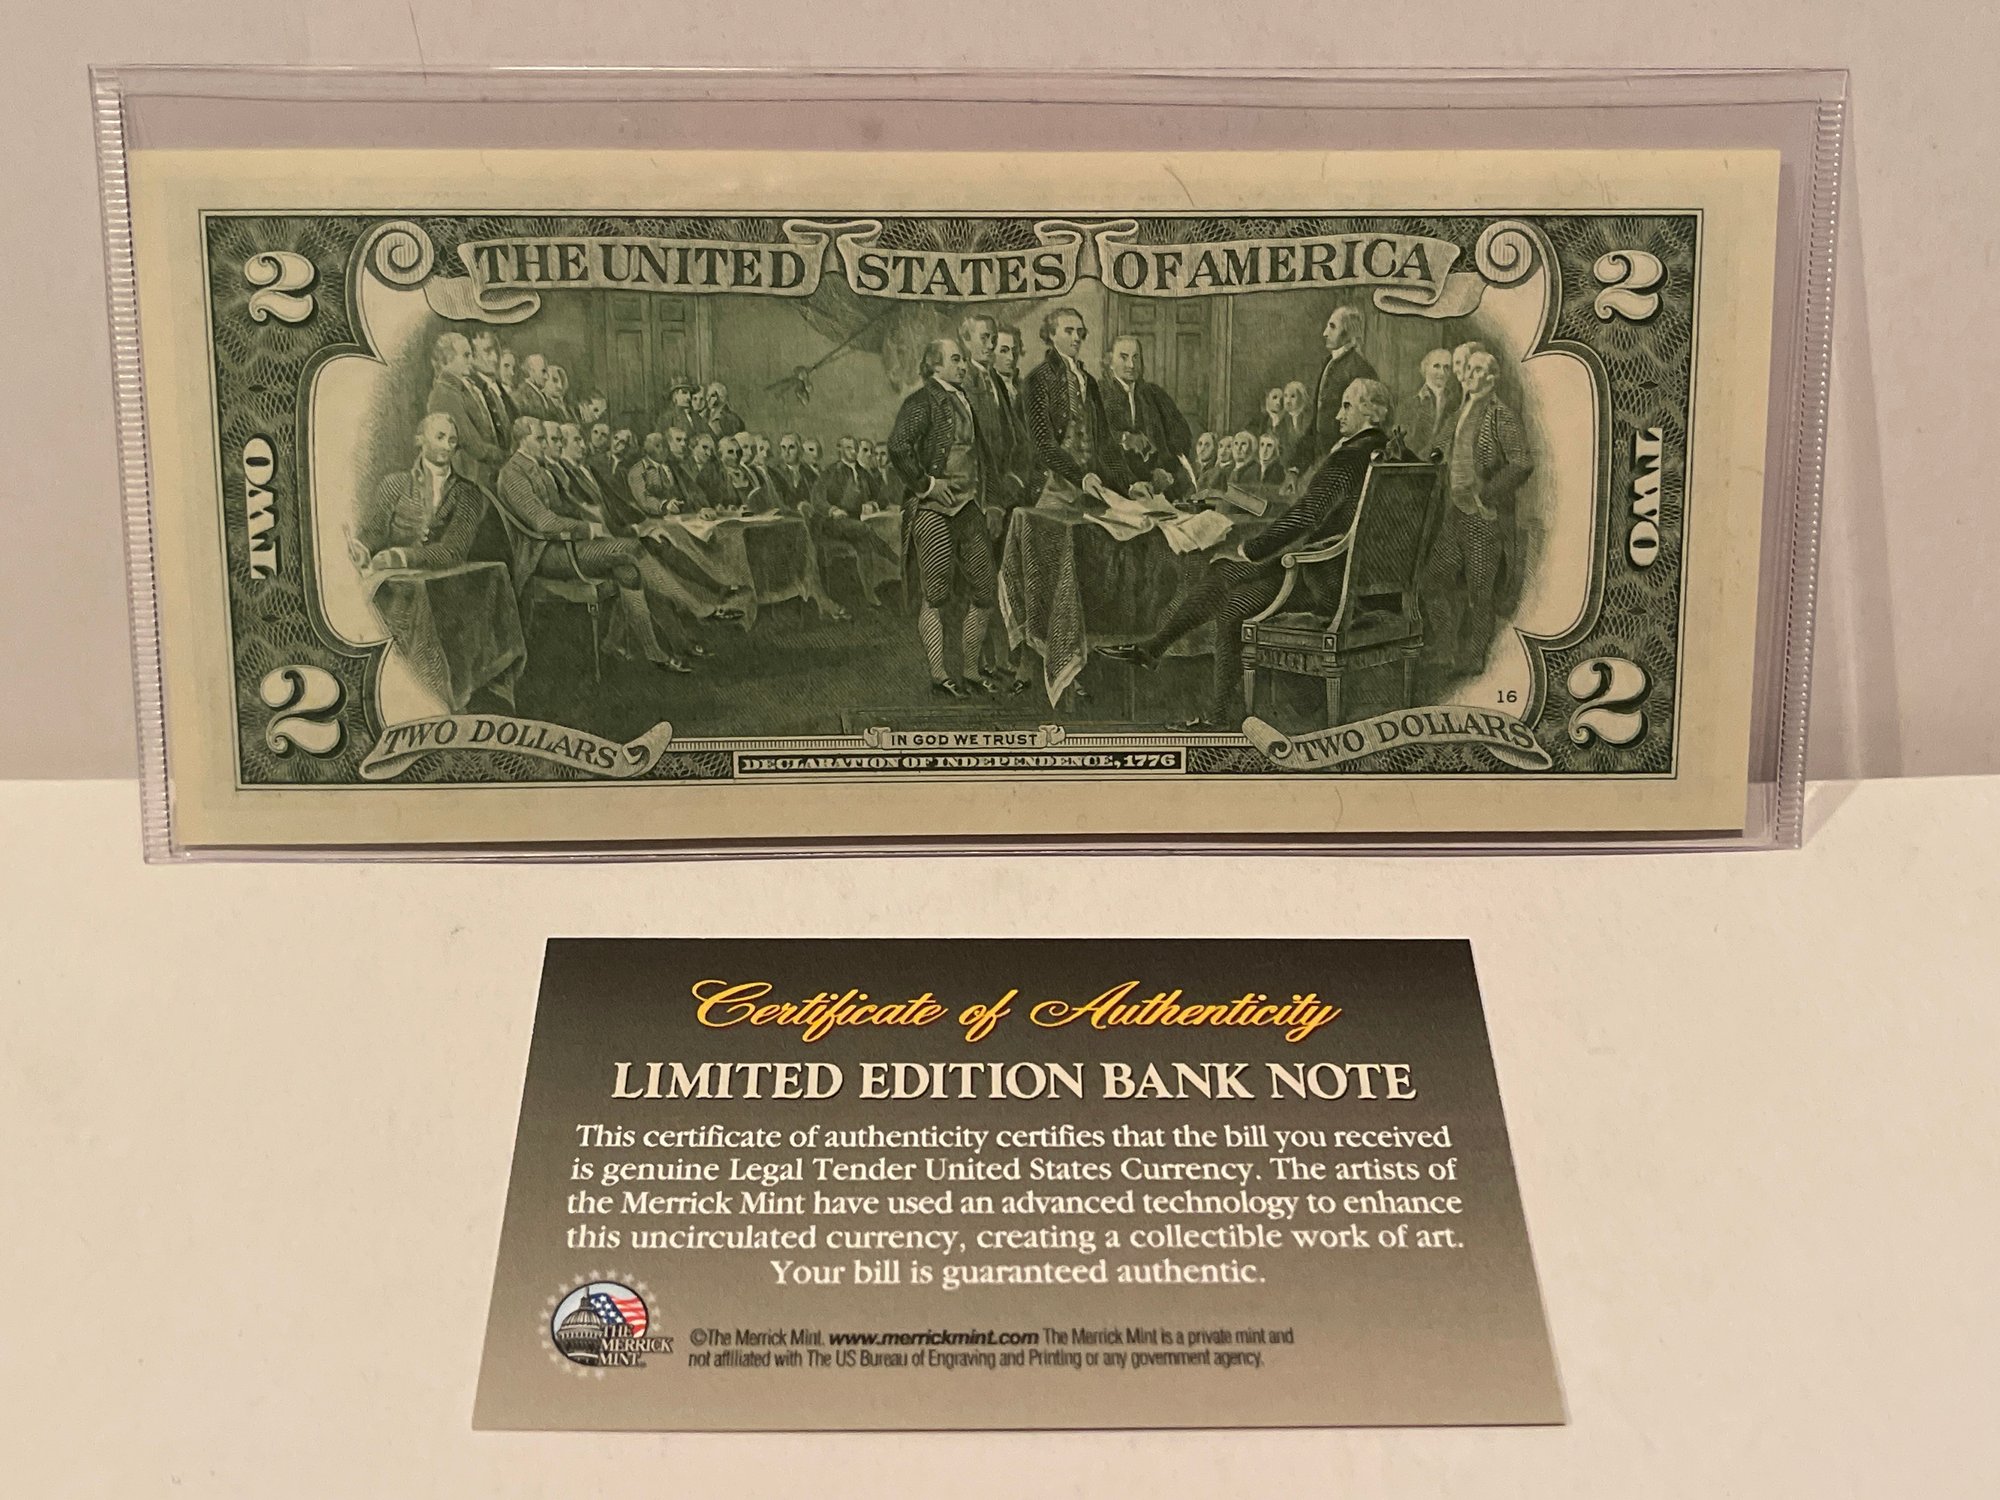 THE UNITED STATES OF AMERICA
2
2
TWO
TWO
2
2
16
TWO DOLLARS
IN GOD WE TRUST
TWO DOLLARS
DECLARATION OF INDEPENDENCE, 1776
Certificate of Authenticity
LIMITED EDITION BANK NOTE
This certificate of authenticity certifies that the bill you received
is genuine Legal Tender United States Currency. The artists of
the Merrick Mint have used an advanced technology to enhance
this uncirculated currency, creating a collectible work of art.
Your bill is guaranteed authentic.
THE
MERRICK
MINT
©The Merrick Mint. www.merrickmint.com The Merrick Mint is a private mint and
not affiliated with The US Bureau of Engraving and Printing or any government agency.